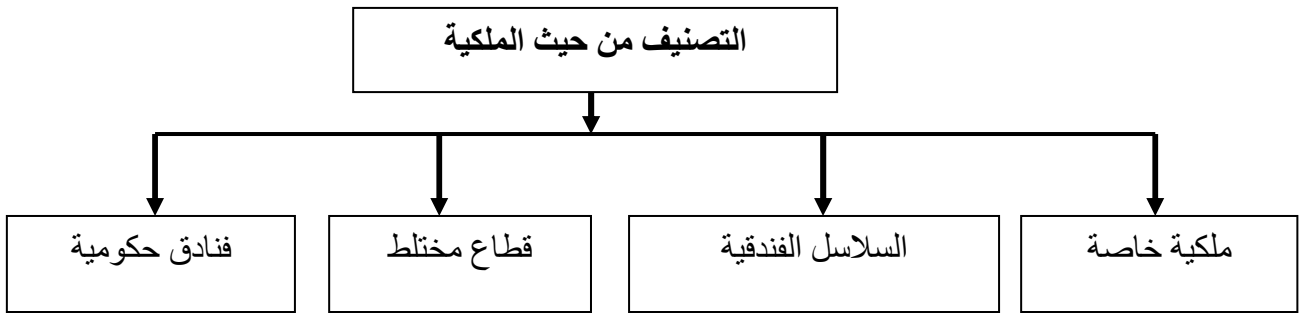 التصنيف من حيث الملكية
ملكية خاصة
السلاسل الفندقية
قطاع مختلط
فنادق حكومية